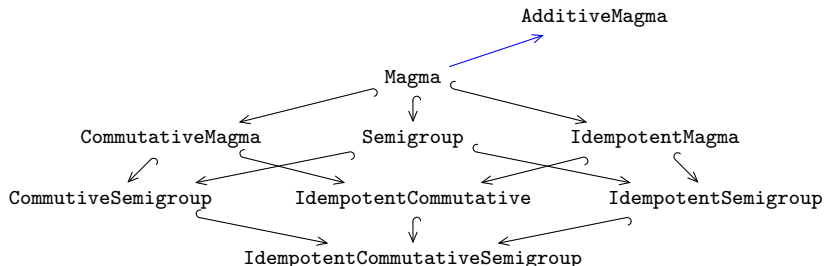 AdditiveMagma
Magma
CommutativeMagma Semigroup IdempotentMagma
CommutiveSemigroup IdempotentCommutative IdempotentSemigroup
IdempotentCommutativeSemigroup